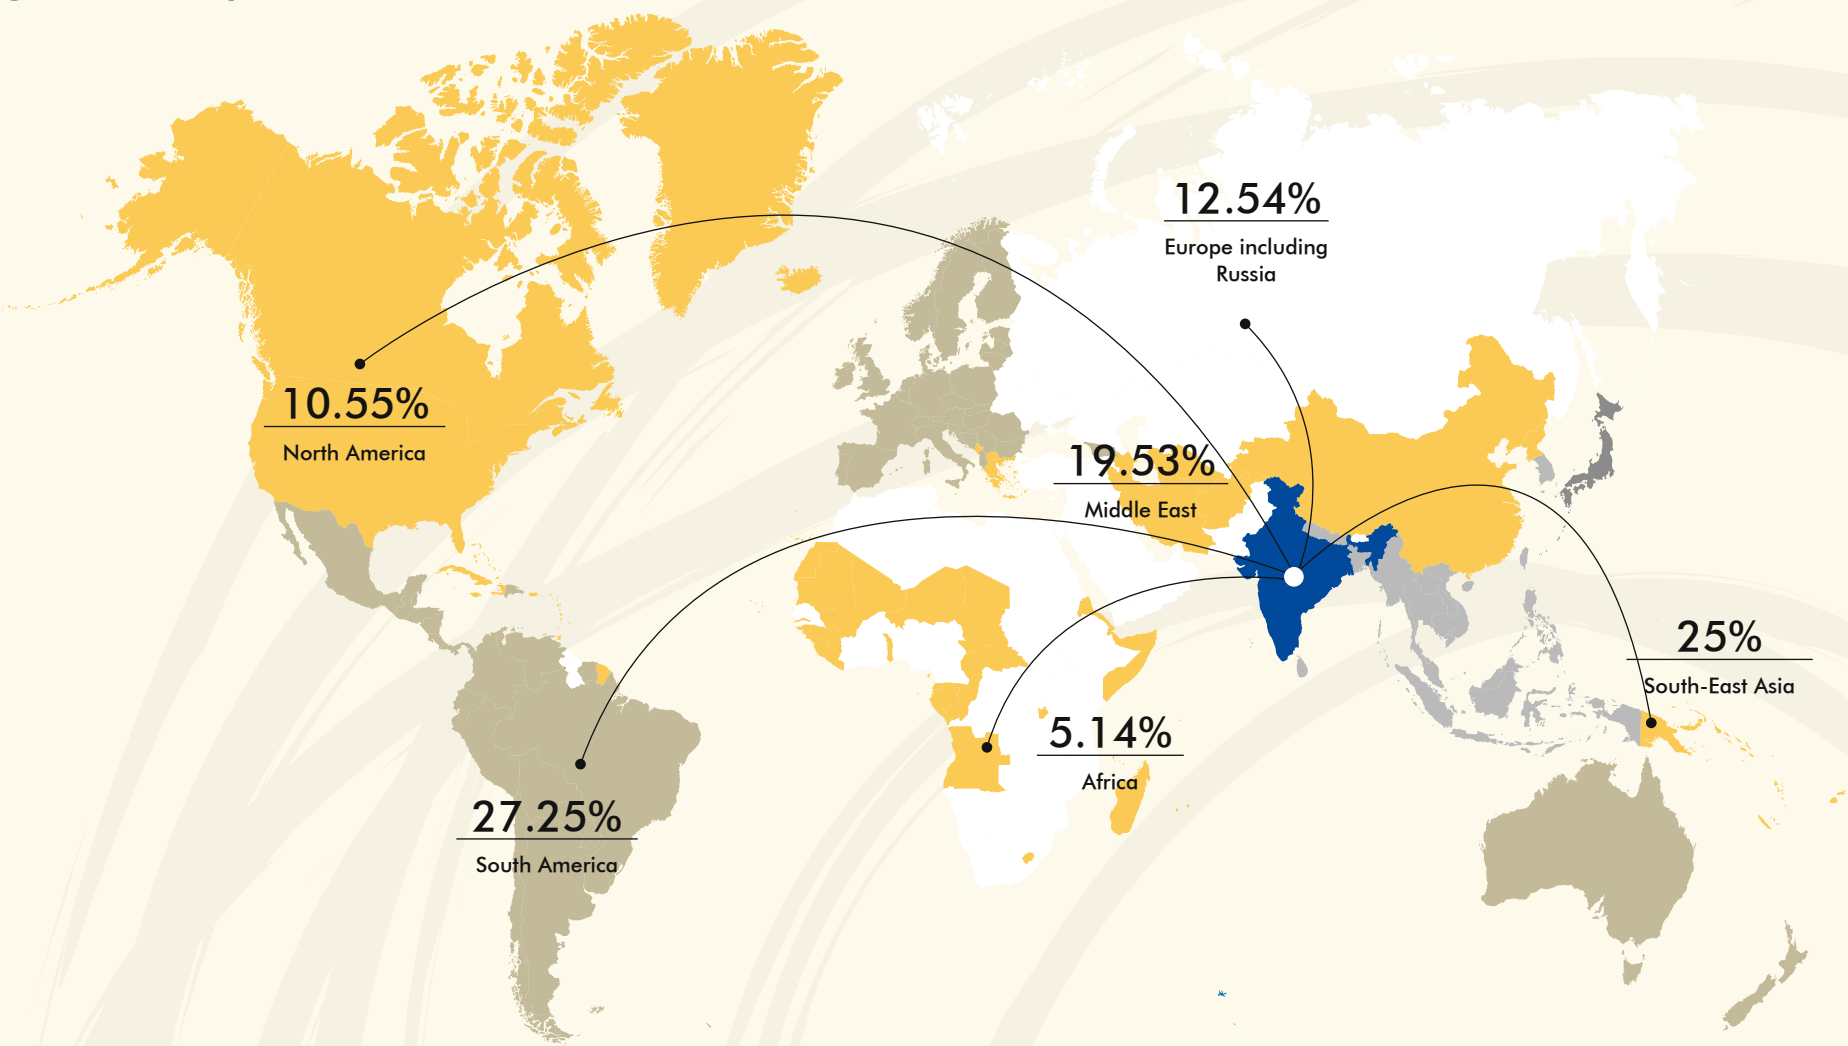 12.54%
Europe including
Russia
10.55%
North America
19.53%
Middle East
25%
South-East Asia
5.14%
Africa
27.25%
South America